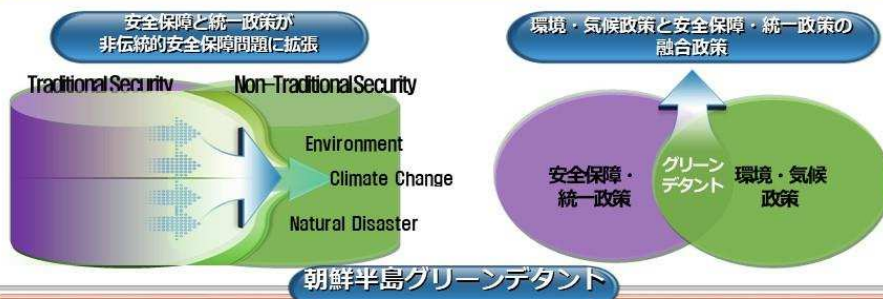 安全保障と統一政策が
非伝統的安全保障問題に拡張
Traditional Security
Non-Traditional Security
Environment
Climate Change
Natural Disaster
環境・気候政策と安全保障・統一政策の
融合政策
安全保障・
統一政策
グリーン
デタント
環境・気候
政策
朝鮮半島グリーンデタント